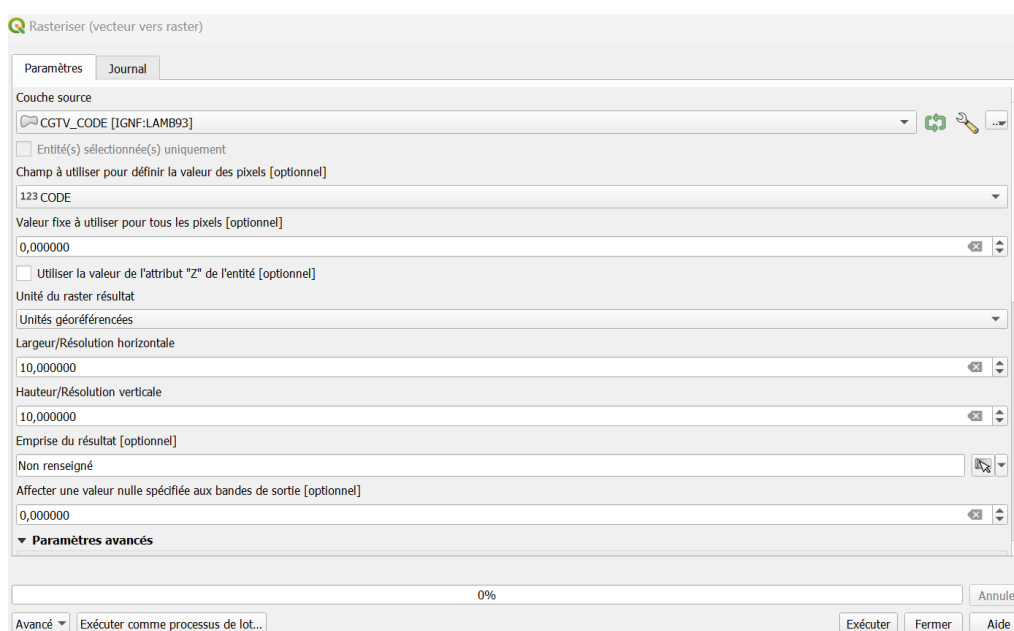 Rasteriser (vecteur vers raster)
Paramètres Journal
Couche source
CGTV_CODE [IGNF:LAMB93]
...
Entité(s) sélectionnée(s) uniquement
Champ à utiliser pour définir la valeur des pixels [optionnel]
123 CODE
Valeur fixe à utiliser pour tous les pixels [optionnel]
0,000000
Utiliser la valeur de l'attribut "Z" de l'entité [optionnel]
Unité du raster résultat
Unités géoréférencées
Largeur/Résolution horizontale
10,000000
Hauteur/Résolution verticale
10,000000
Emprise du résultat [optionnel]
Non renseigné
Affecter une valeur nulle spécifiée aux bandes de sortie [optionnel]
0,000000
Paramètres avancés
0% Annule
Avancé Exécuter comme processus de lot... Exécuter Fermer Aide